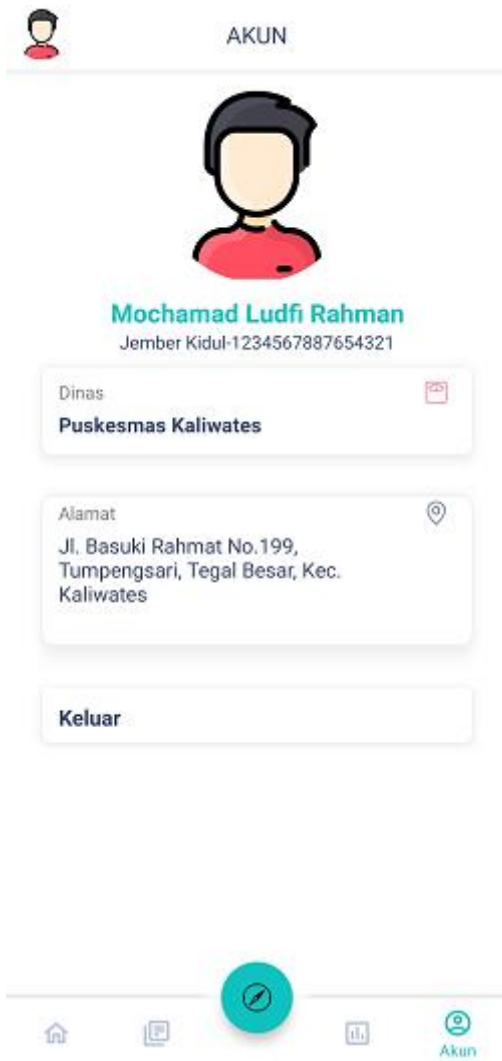 AKUN
Mochamad Ludfi Rahman
Jember Kidul-1234567887654321
Dinas
Puskesmas Kaliwates
Alamat
Jl. Basuki Rahmat No.199,
Tumpengsari, Tegal Besar, Kec.
Kaliwates
Keluar
Akun